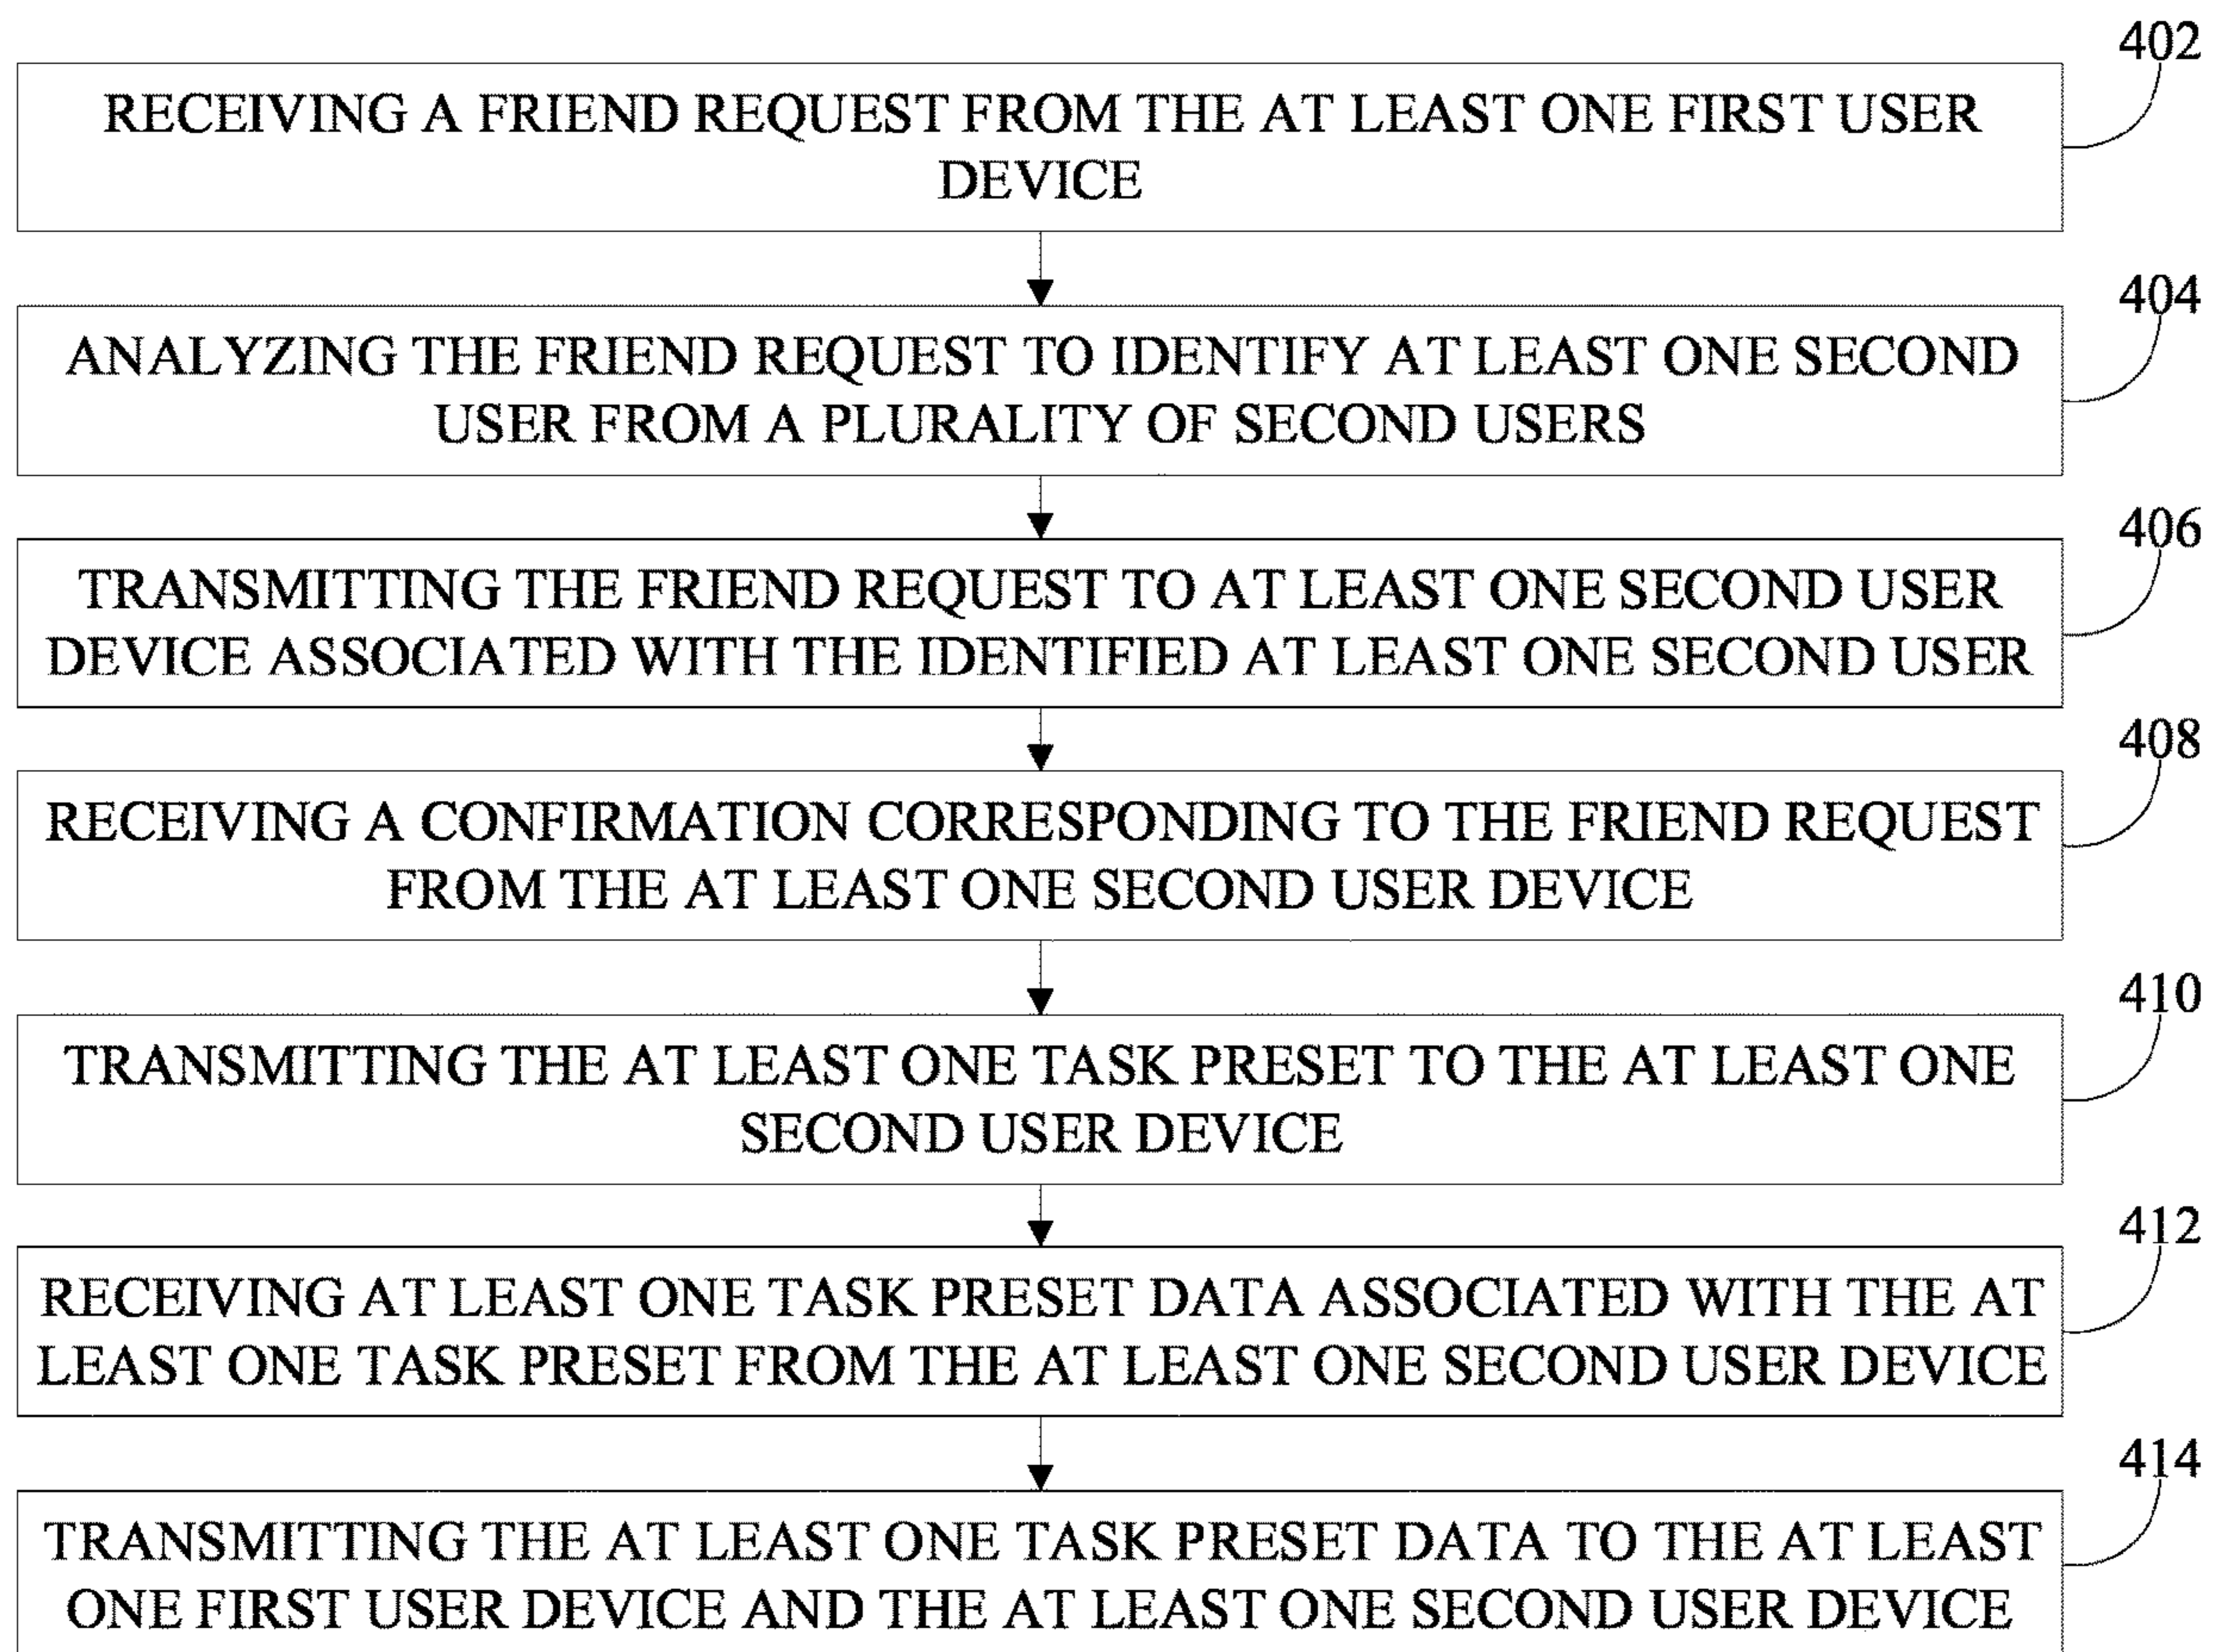 402
RECEIVING A FRIEND REQUEST FROM THE AT LEAST ONE FIRST USER
DEVICE
404
ANALYZING THE FRIEND REQUEST TO IDENTIFY AT LEAST ONE SECOND
USER FROM A PLURALITY OF SECOND USERS
406
TRANSMITTING THE FRIEND REQUEST TO AT LEAST ONE SECOND USER
DEVICE ASSOCIATED WITH THE IDENTIFIED AT LEAST ONE SECOND USER
408
RECEIVING A CONFIRMATION CORRESPONDING TO THE FRIEND REQUEST
FROM THE AT LEAST ONE SECOND USER DEVICE
410
TRANSMITTING THE AT LEAST ONE TASK PRESET TO THE AT LEAST ONE
SECOND USER DEVICE
412
RECEIVING AT LEAST ONE TASK PRESET DATA ASSOCIATED WITH THE AT
LEAST ONE TASK PRESET FROM THE AT LEAST ONE SECOND USER DEVICE
414
TRANSMITTING THE AT LEAST ONE TASK PRESET DATA TO THE AT LEAST
ONE FIRST USER DEVICE AND THE AT LEAST ONE SECOND USER DEVICE